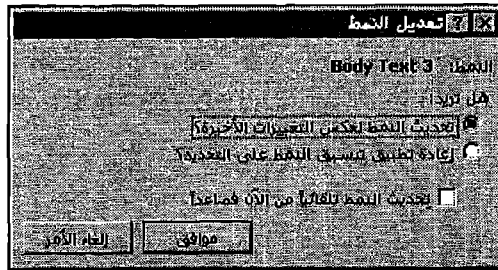 تعديل النمط
النمط: Body Text 3
هل تريد:
تحديث النمط لعكس التغييرات الأخيرة؟
إعادة تطبيق تنسيق النمط على التحديد؟
تحديث النمط تلقائياً من الآن فصاعداً
موافق
إلغاء الأمر